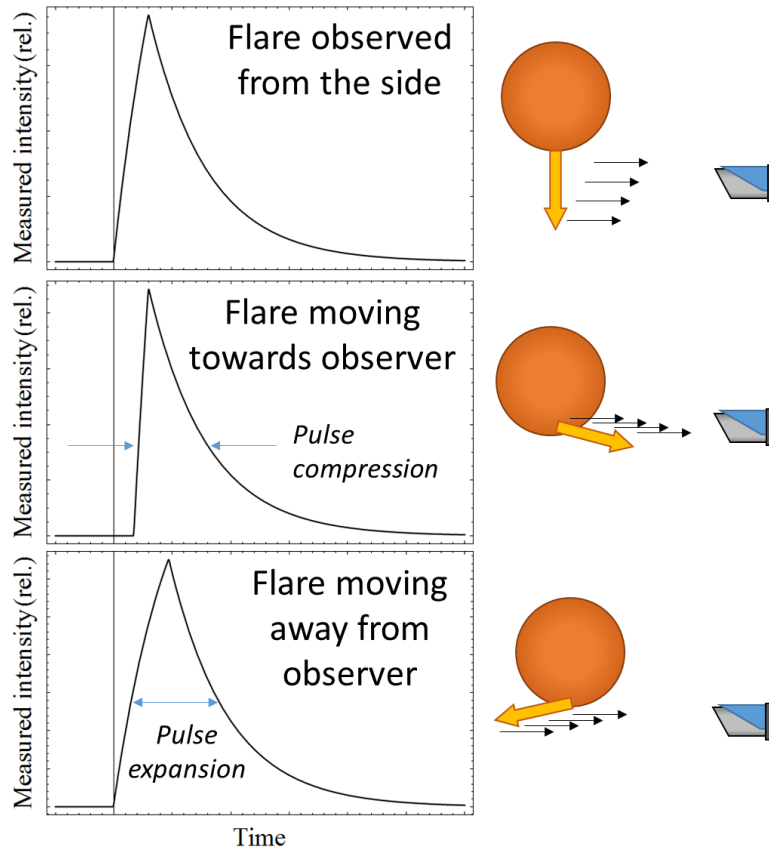 Measured intensity (rel.)
Flare observed
from the side
Measured intensity (rel.)
Flare moving
towards observer
Pulse
compression
Measured intensity (rel.)
Flare moving
away from
observer
Pulse
expansion
Time